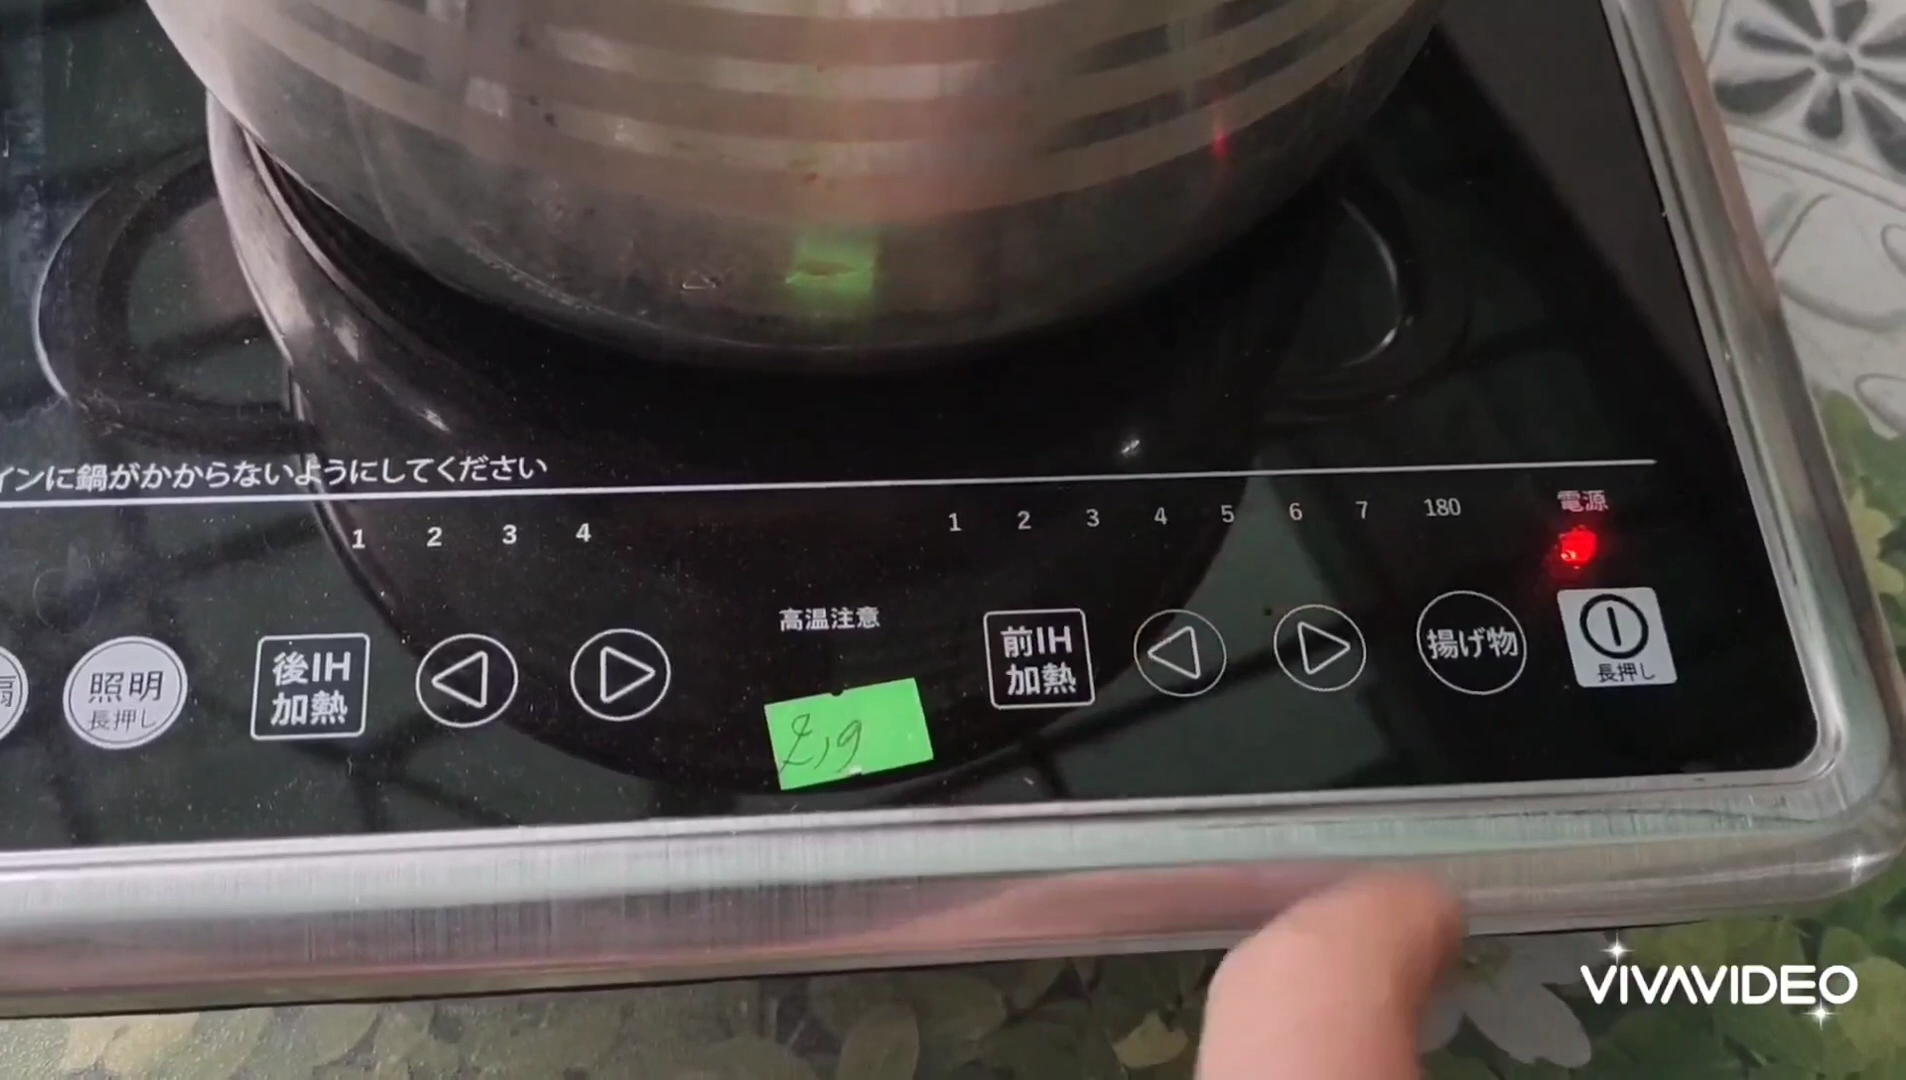 インに鍋がかからないようにしてください
1 2 3 4
1 2 3 4 5 6 7 180
電源
高温注意
照明
長押し
後IH
加熱
前IH
加熱
揚げ物
長押し
VIVAVIDEO